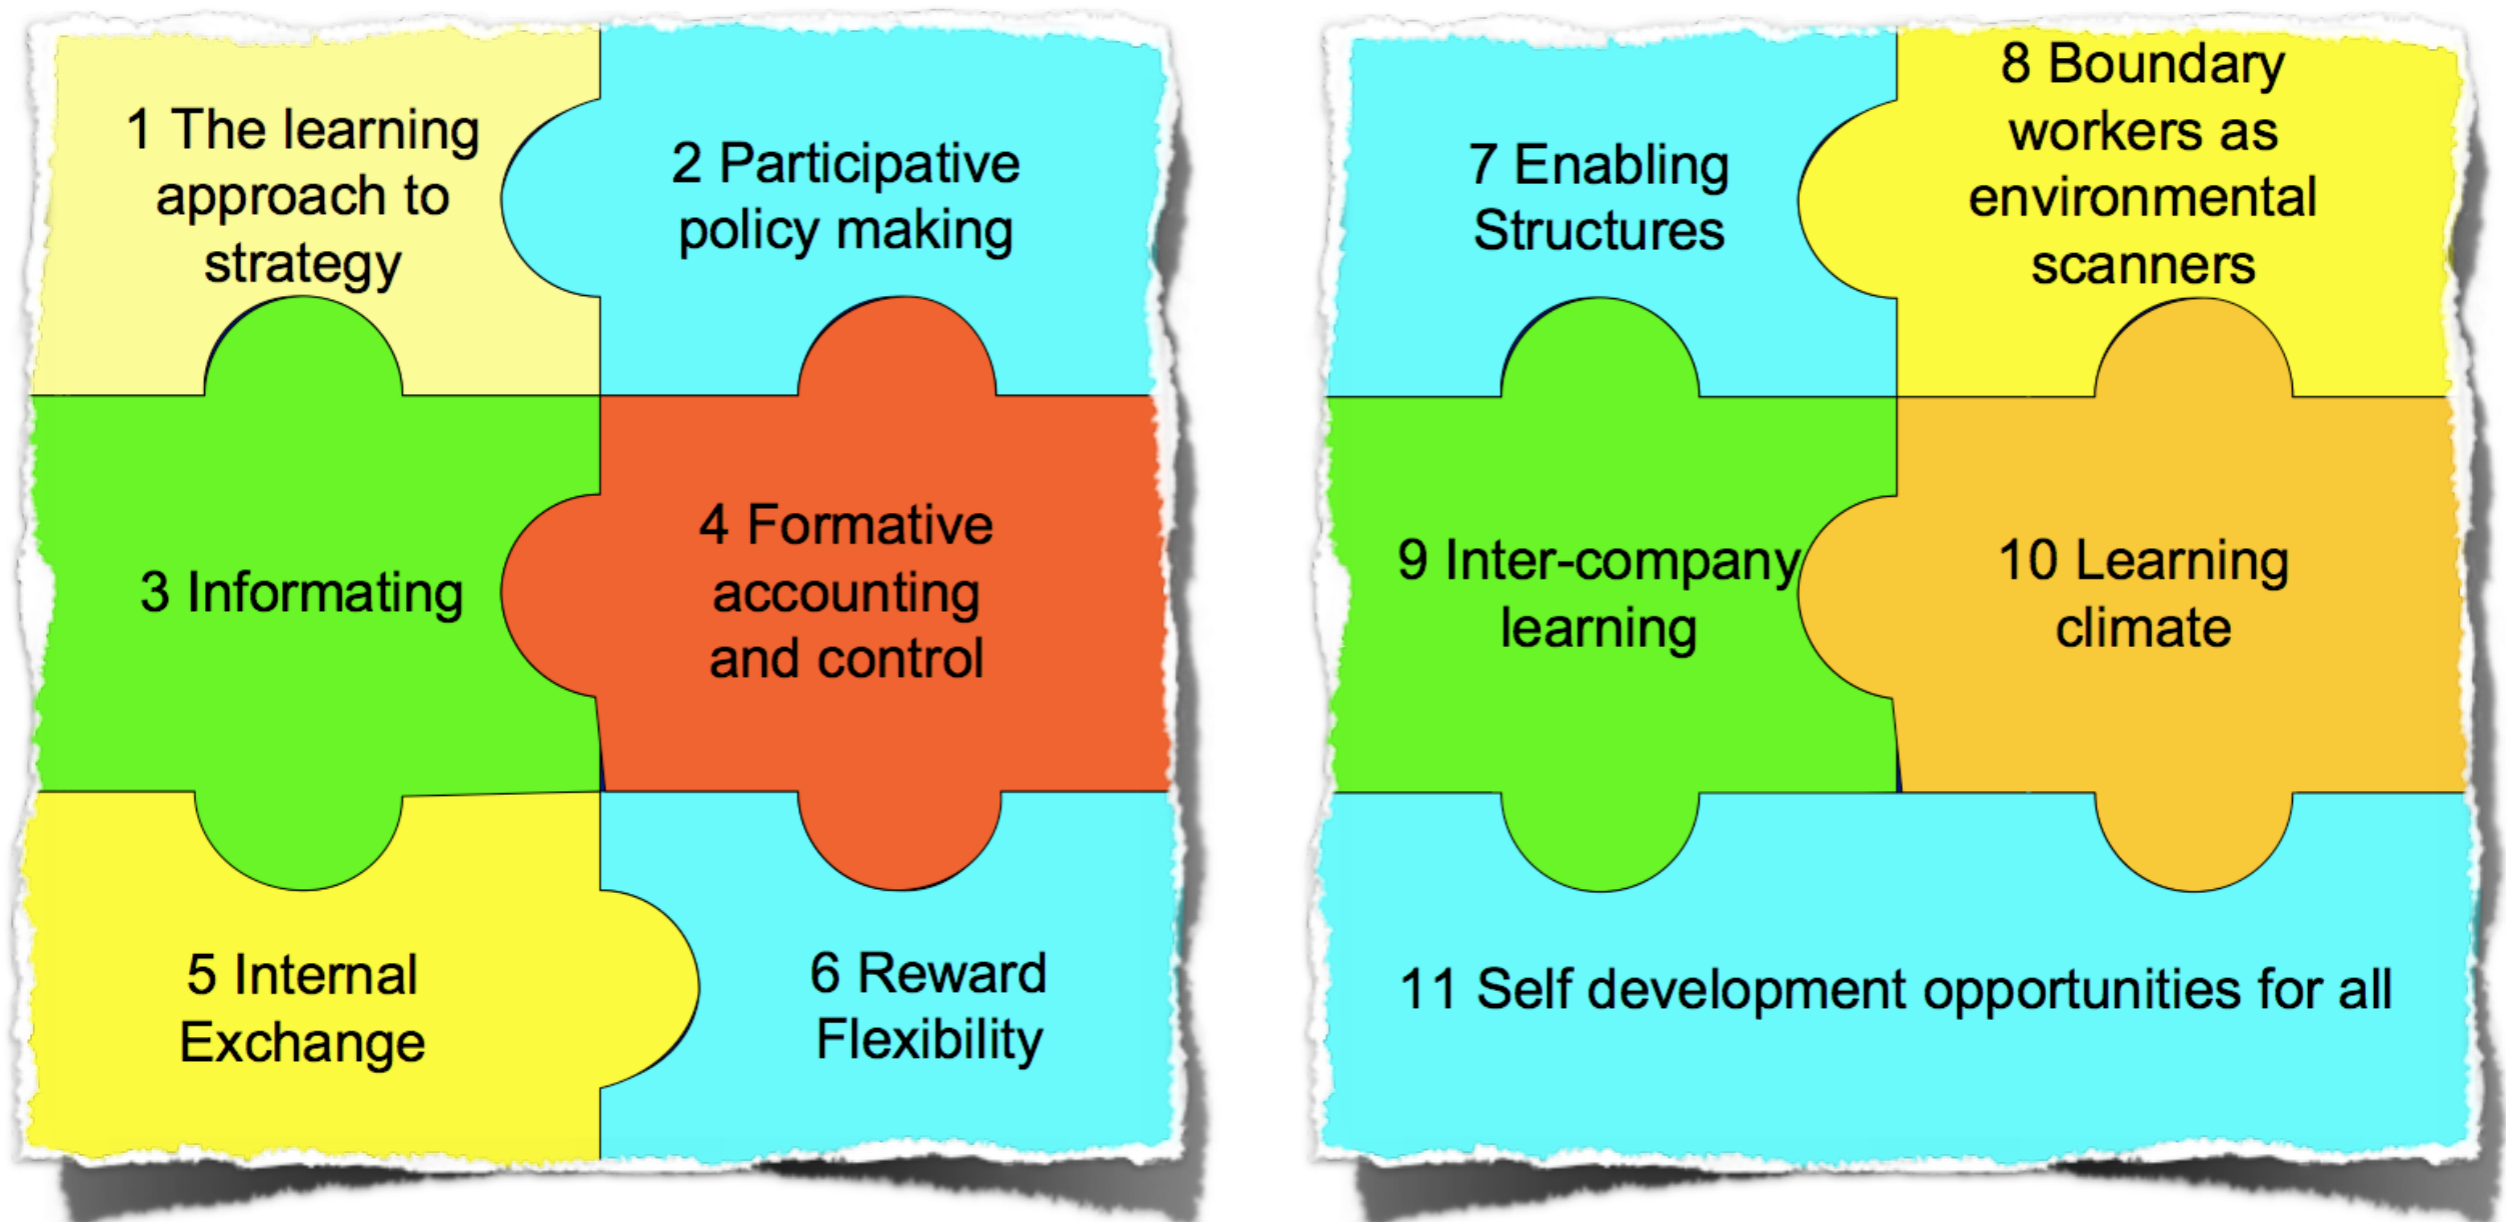 1 The learning
approach to
strategy
2 Participative
policy making
3 Informating
4 Formative
accounting
and control
5 Internal
Exchange
6 Reward
Flexibility
7 Enabling
Structures
8 Boundary
workers as
environmental
scanners
9 Inter-company
learning
10 Learning
climate
11 Self development opportunities for all